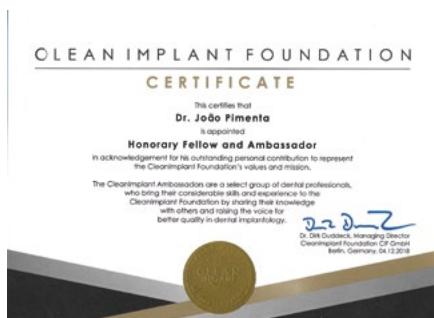 CLEAN IMPLANT FOUNDATION
CERTIFICATE
This certifies that
Dr. João Pimenta
is appointed
Honorary Fellow and Ambassador
in acknowledgement for his outstanding personal contribution to represent
the CleanImplant Foundation's values and mission.
The CleanImplant Ambassadors are a select group of dental professionals,
who bring their considerable skills and experience to the
CleanImplant Foundation by sharing their knowledge
with others and raising the voice for
better quality in dental implantology.
Dr. Dirk Duddeck, Managing Director
CleanImplant Foundation CIF GmbH
Berlin, Germany, 04.12.2018
CLEAN